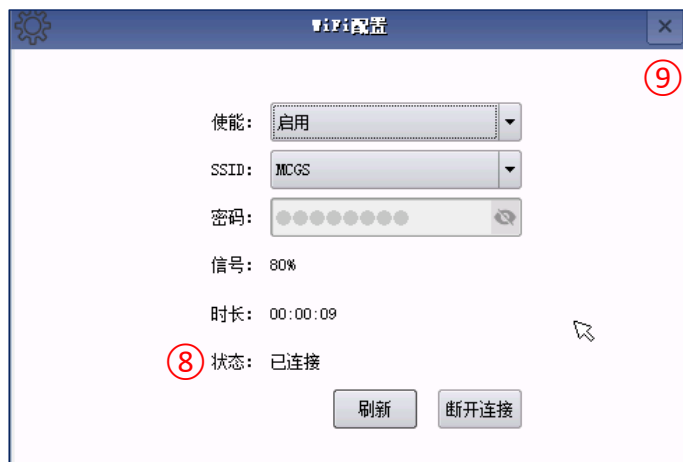 WiFi配置
⑨
使能： 启用
SSID： MCGS
密码： ●●●●●●●●
信号： 80%
时长： 00:00:09
⑧ 状态： 已连接
刷新 断开连接